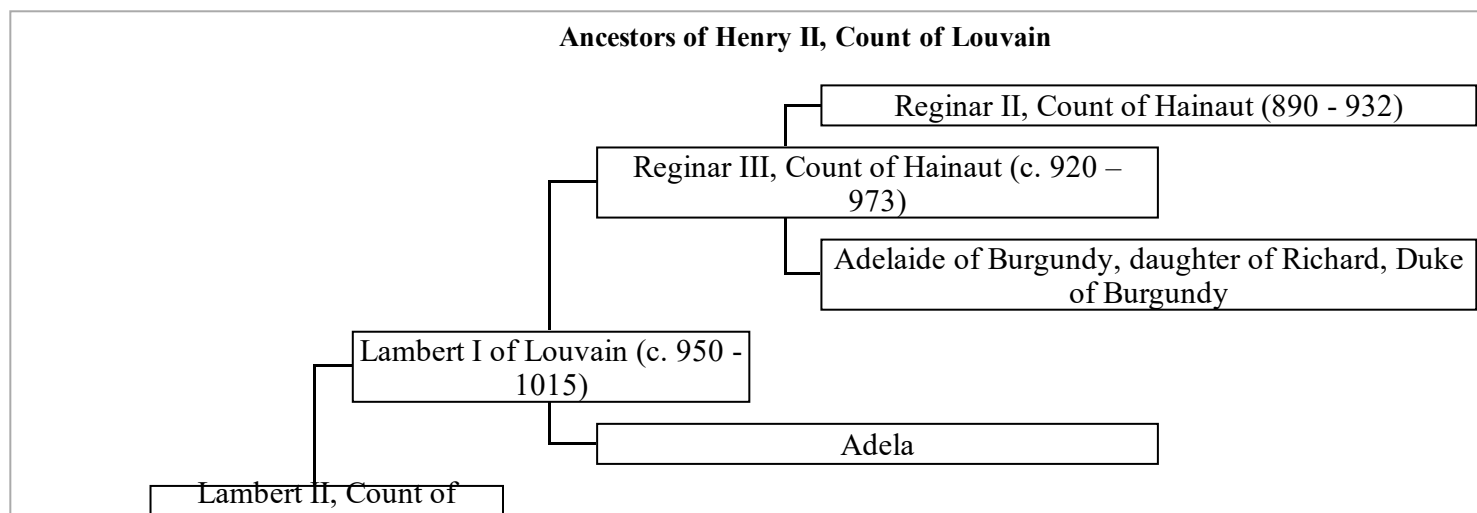 Ancestors of Henry II, Count of Louvain
Reginar II, Count of Hainaut (890 - 932)
Reginar III, Count of Hainaut (c. 920 –
973)
Adelaide of Burgundy, daughter of Richard, Duke
of Burgundy
Lambert I of Louvain (c. 950 -
1015)
Adela
Lambert II, Count of